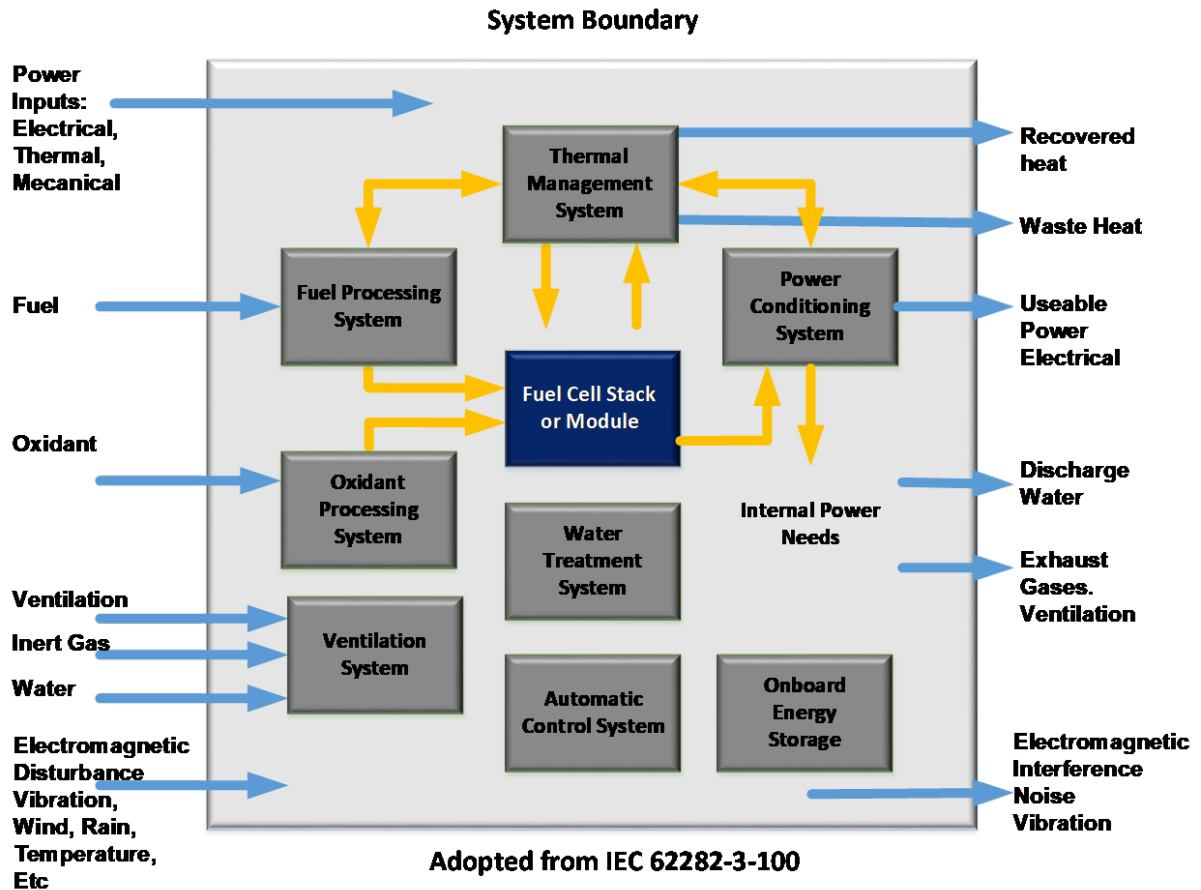 System Boundary
Power
Inputs:
Electrical,
Thermal,
Mecanical
Fuel
Oxidant
Ventilation
Inert Gas
Water
Electromagnetic
Disturbance
Vibration,
Wind, Rain,
Temperature,
Etc
Thermal
Management
System
Fuel Processing
System
Power
Conditioning
System
Fuel Cell Stack
or Module
Oxidant
Processing
System
Water
Treatment
System
Internal Power
Needs
Ventilation
System
Automatic
Control System
Onboard
Energy
Storage
Recovered
heat
Waste Heat
Useable
Power
Electrical
Discharge
Water
Exhaust
Gases.
Ventilation
Electromagnetic
Interference
Noise
Vibration
Adopted from IEC 62282-3-100